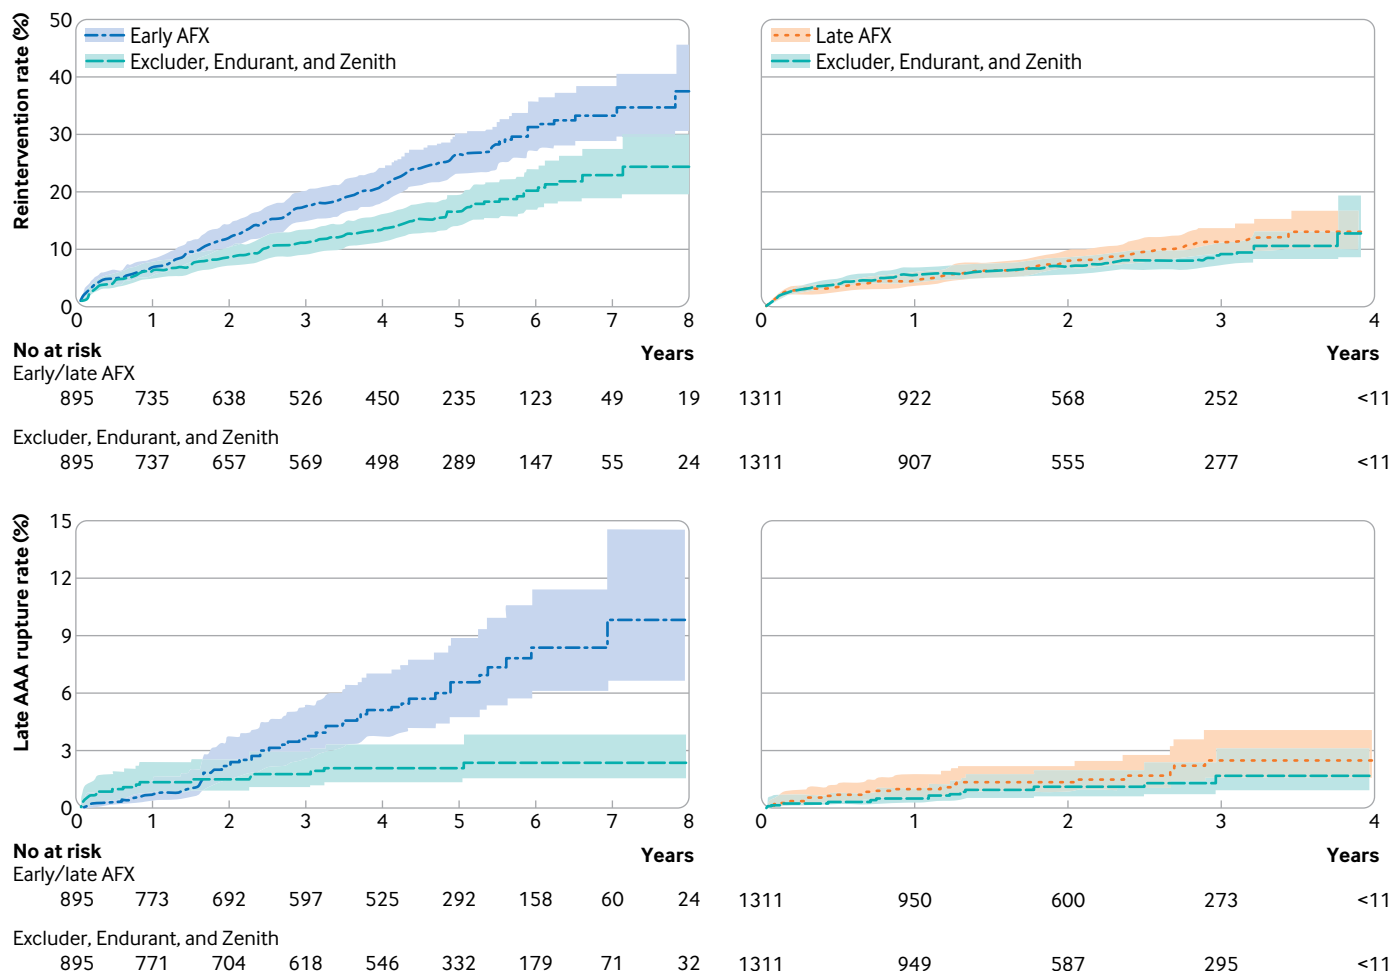 Reintervention rate (%)
50
40
30
20
10
0
Early AFX
Excluder, Endurant, and Zenith
0 1 2 3 4 5 6 7 8
Late AFX
Excluder, Endurant, and Zenith
0 1 2 3 4
No at risk
Years
Years
Early/late AFX
895 735 638 526 450 235 123 49 19 1311 922 568 252 <11
Excluder, Endurant, and Zenith
895 737 657 569 498 289 147 55 24 1311 907 555 277 <11
Late AAA rupture rate (%)
15
12
9
6
3
0
0 1 2 3 4 5 6 7 8
0 1 2 3 4
No at risk
Years
Years
Early/late AFX
895 773 692 597 525 292 158 60 24 1311 950 600 273 <11
Excluder, Endurant, and Zenith
895 771 704 618 546 332 179 71 32 1311 949 587 295 <11